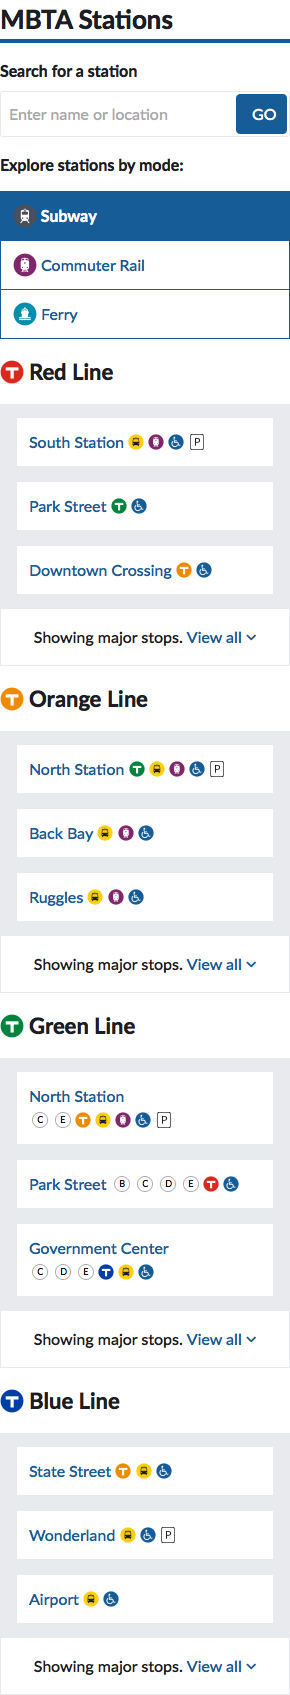 MBTA Stations
Search for a station
Enter name or location GO
Explore stations by mode:
Subway
Commuter Rail
Ferry
T Red Line
South Station P
Park Street T
Downtown Crossing T
Showing major stops. View all
T Orange Line
North Station T P
Back Bay
Ruggles
Showing major stops. View all
T Green Line
North Station
C E T P
Park Street B C D E T
Government Center
C D E T
Showing major stops. View all
T Blue Line
State Street T
Wonderland P
Airport
Showing major stops. View all